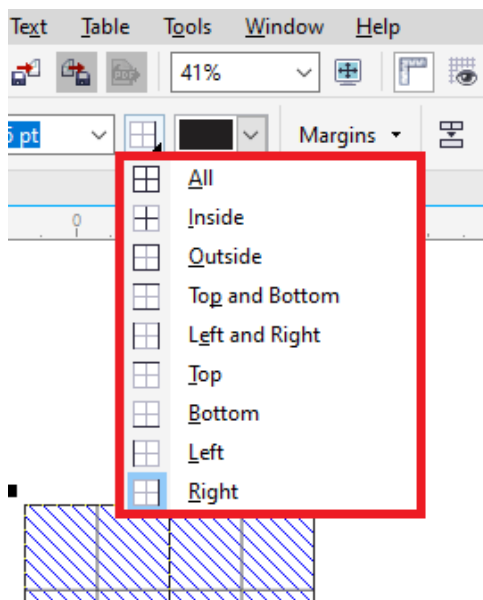 Text Table Tools Window Help
41%
5 pt Margins
0
All
Inside
Outside
Top and Bottom
Left and Right
Top
Bottom
Left
Right